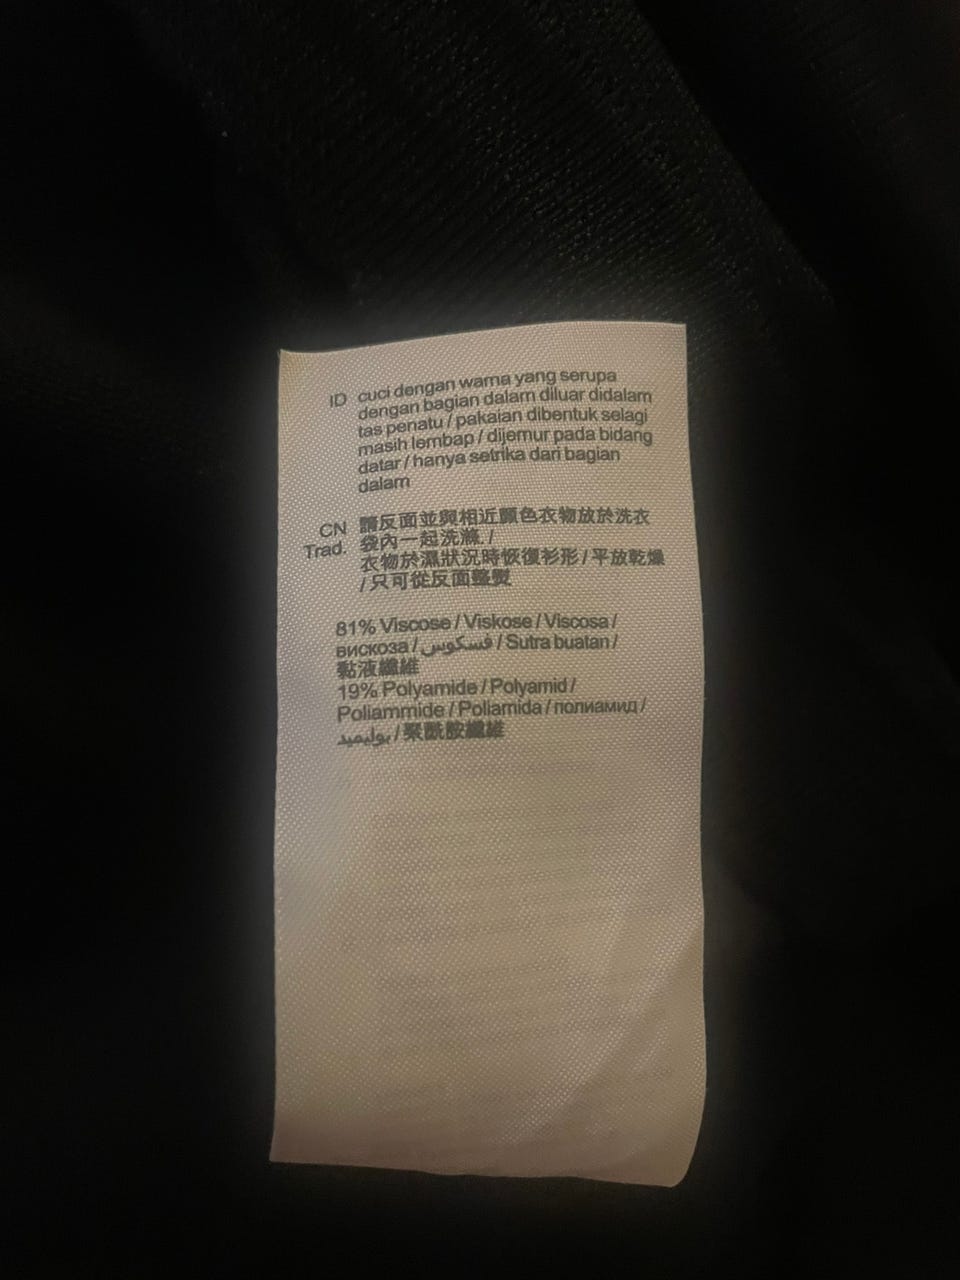 ID cuci dengan warna yang serupa
dengan bagian dalam diluar didalam
tas penatu / pakaian dibentuk selagi
masih lembap / dijemur pada bidang
datar / hanya setrika dari bagian
dalam
CN 請反面並與相近顏色衣物放於洗衣
Trad. 袋內一起洗滌. /
衣物於濕狀況時恢復衫形 / 平放乾燥
/ 只可從反面整熨
81% Viscose / Viskose / Viscosa /
вискоза / فسكوس / Sutra buatan /
黏液纖維
19% Polyamide / Polyamid /
Poliammide / Poliamida / полиамид /
بوليميد / 聚酰胺纖維